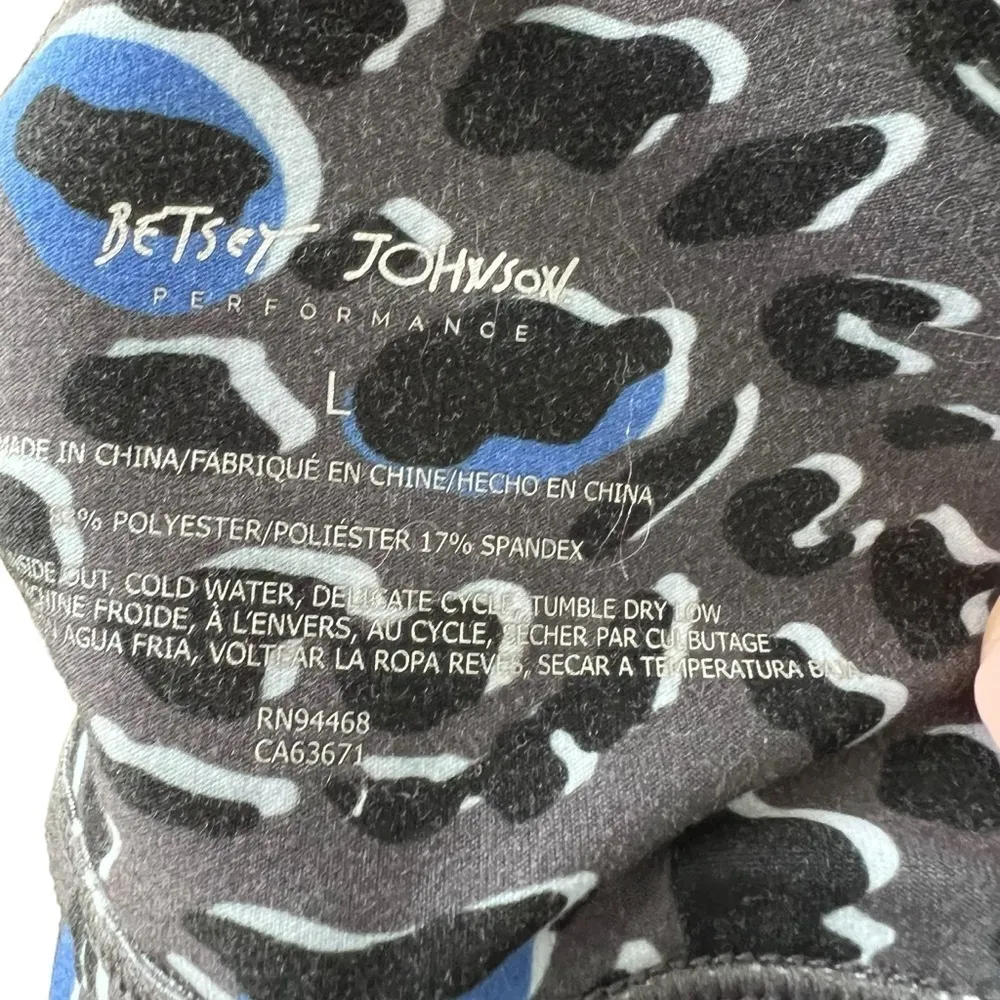 BETSEY JOHNSON
PERFORMANCE
L
MADE IN CHINA/FABRIQUÉ EN CHINE/HECHO EN CHINA
% POLYESTER/POLIÉSTER 17% SPANDEX
OUT, COLD WATER, DELICATE CYCLE, TUMBLE DRY LOW
FROIDE, À L'ENVERS, AU CYCLE, SECHER PAR CULBUTAGE
AGUA FRIA, VOLTEAR LA ROPA REVES, SECAR A TEMPERATURA BAJA
RN94468
CA63671